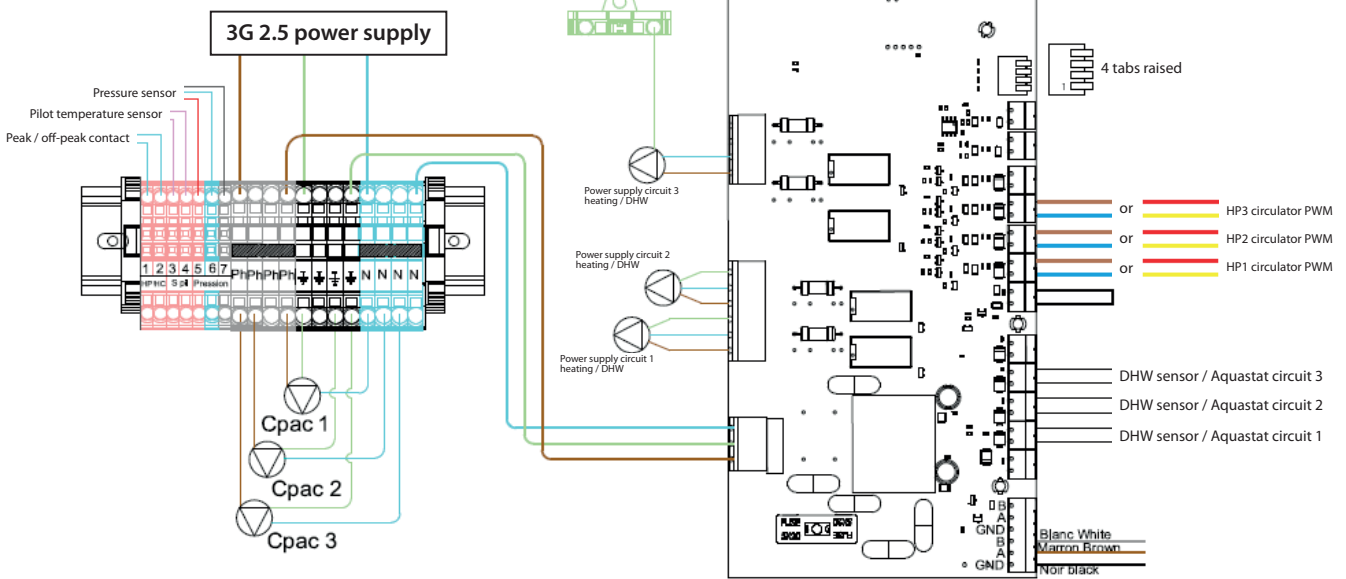 3G 2.5 power supply
Pressure sensor
Pilot temperature sensor
Peak / off-peak contact
1 2 3 4 5 6 7
HP HC S pil Pression
Ph Ph Ph Ph
N N N N
Cpac 1
Cpac 2
Cpac 3
Power supply circuit 3
heating / DHW
Power supply circuit 2
heating / DHW
Power supply circuit 1
heating / DHW
1
4 tabs raised
or
HP3 circulator PWM
or
HP2 circulator PWM
or
HP1 circulator PWM
DHW sensor / Aquastat circuit 3
DHW sensor / Aquastat circuit 2
DHW sensor / Aquastat circuit 1
FUSE
B
A
GND
B
A
GND
Blanc White
Marron Brown
Noir black